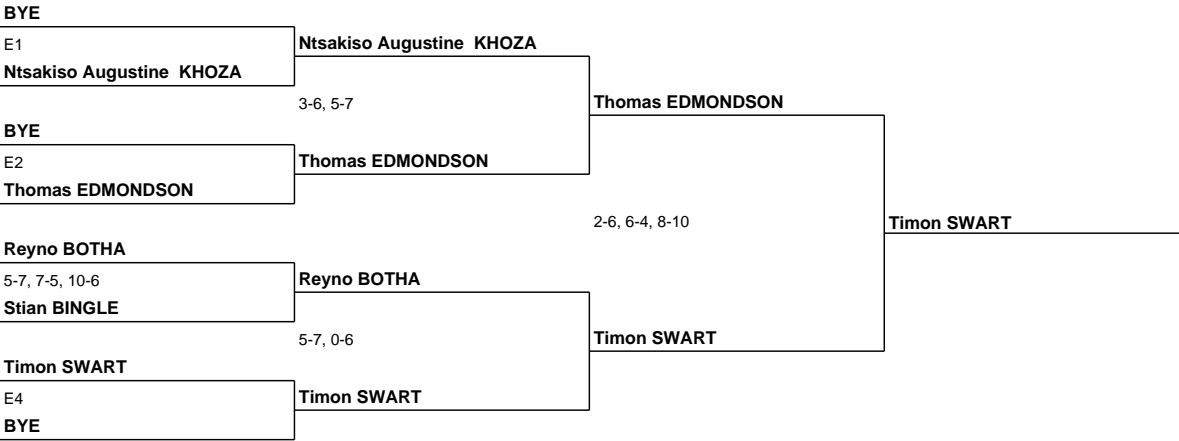 BYE
E1
Ntsakiso Augustine  KHOZA
Ntsakiso Augustine  KHOZA
3-6, 5-7
Thomas EDMONDSON
BYE
E2
Thomas EDMONDSON
Thomas EDMONDSON
2-6, 6-4, 8-10
Timon SWART
Reyno BOTHA
5-7, 7-5, 10-6
Reyno BOTHA
Stian BINGLE
5-7, 0-6
Timon SWART
Timon SWART
E4
Timon SWART
BYE